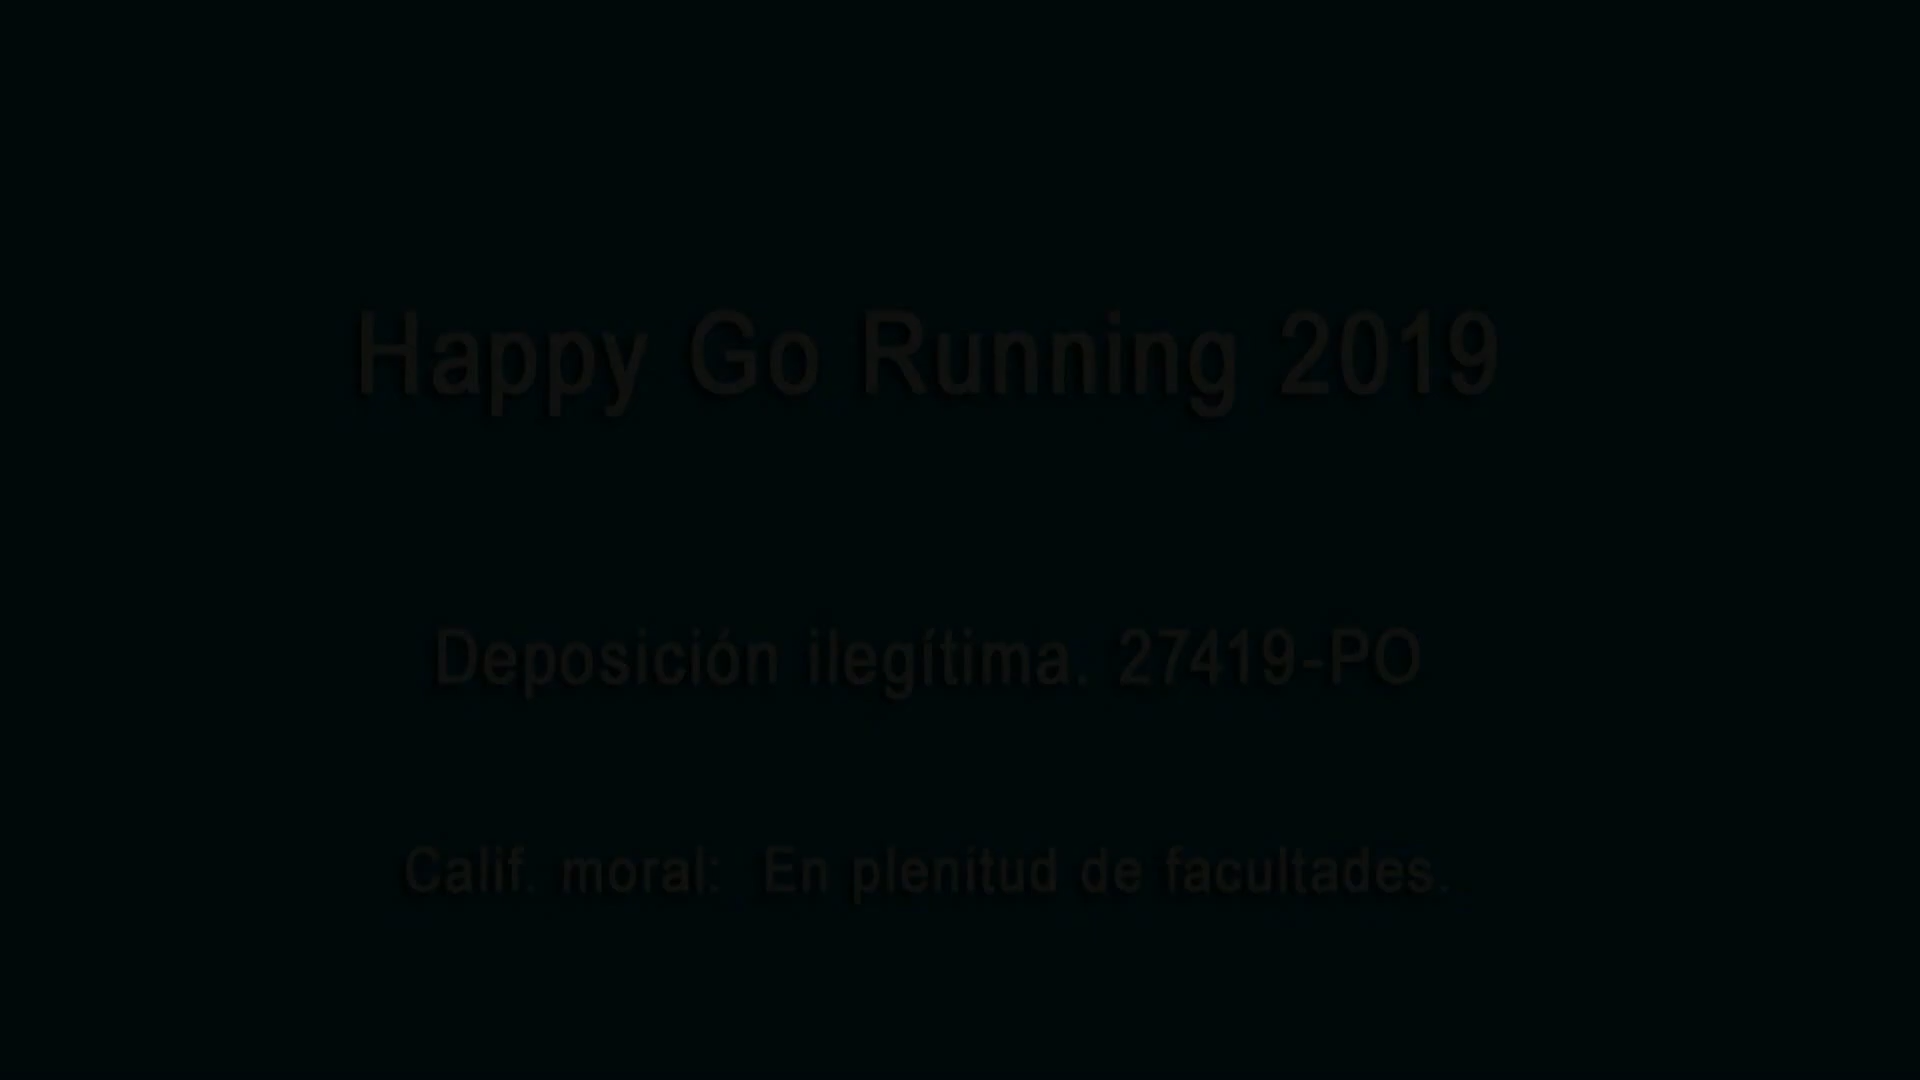 Happy Go Running 2019
Deposición ilegítima. 27419-PO
Calif. moral: En plenitud de facultades.